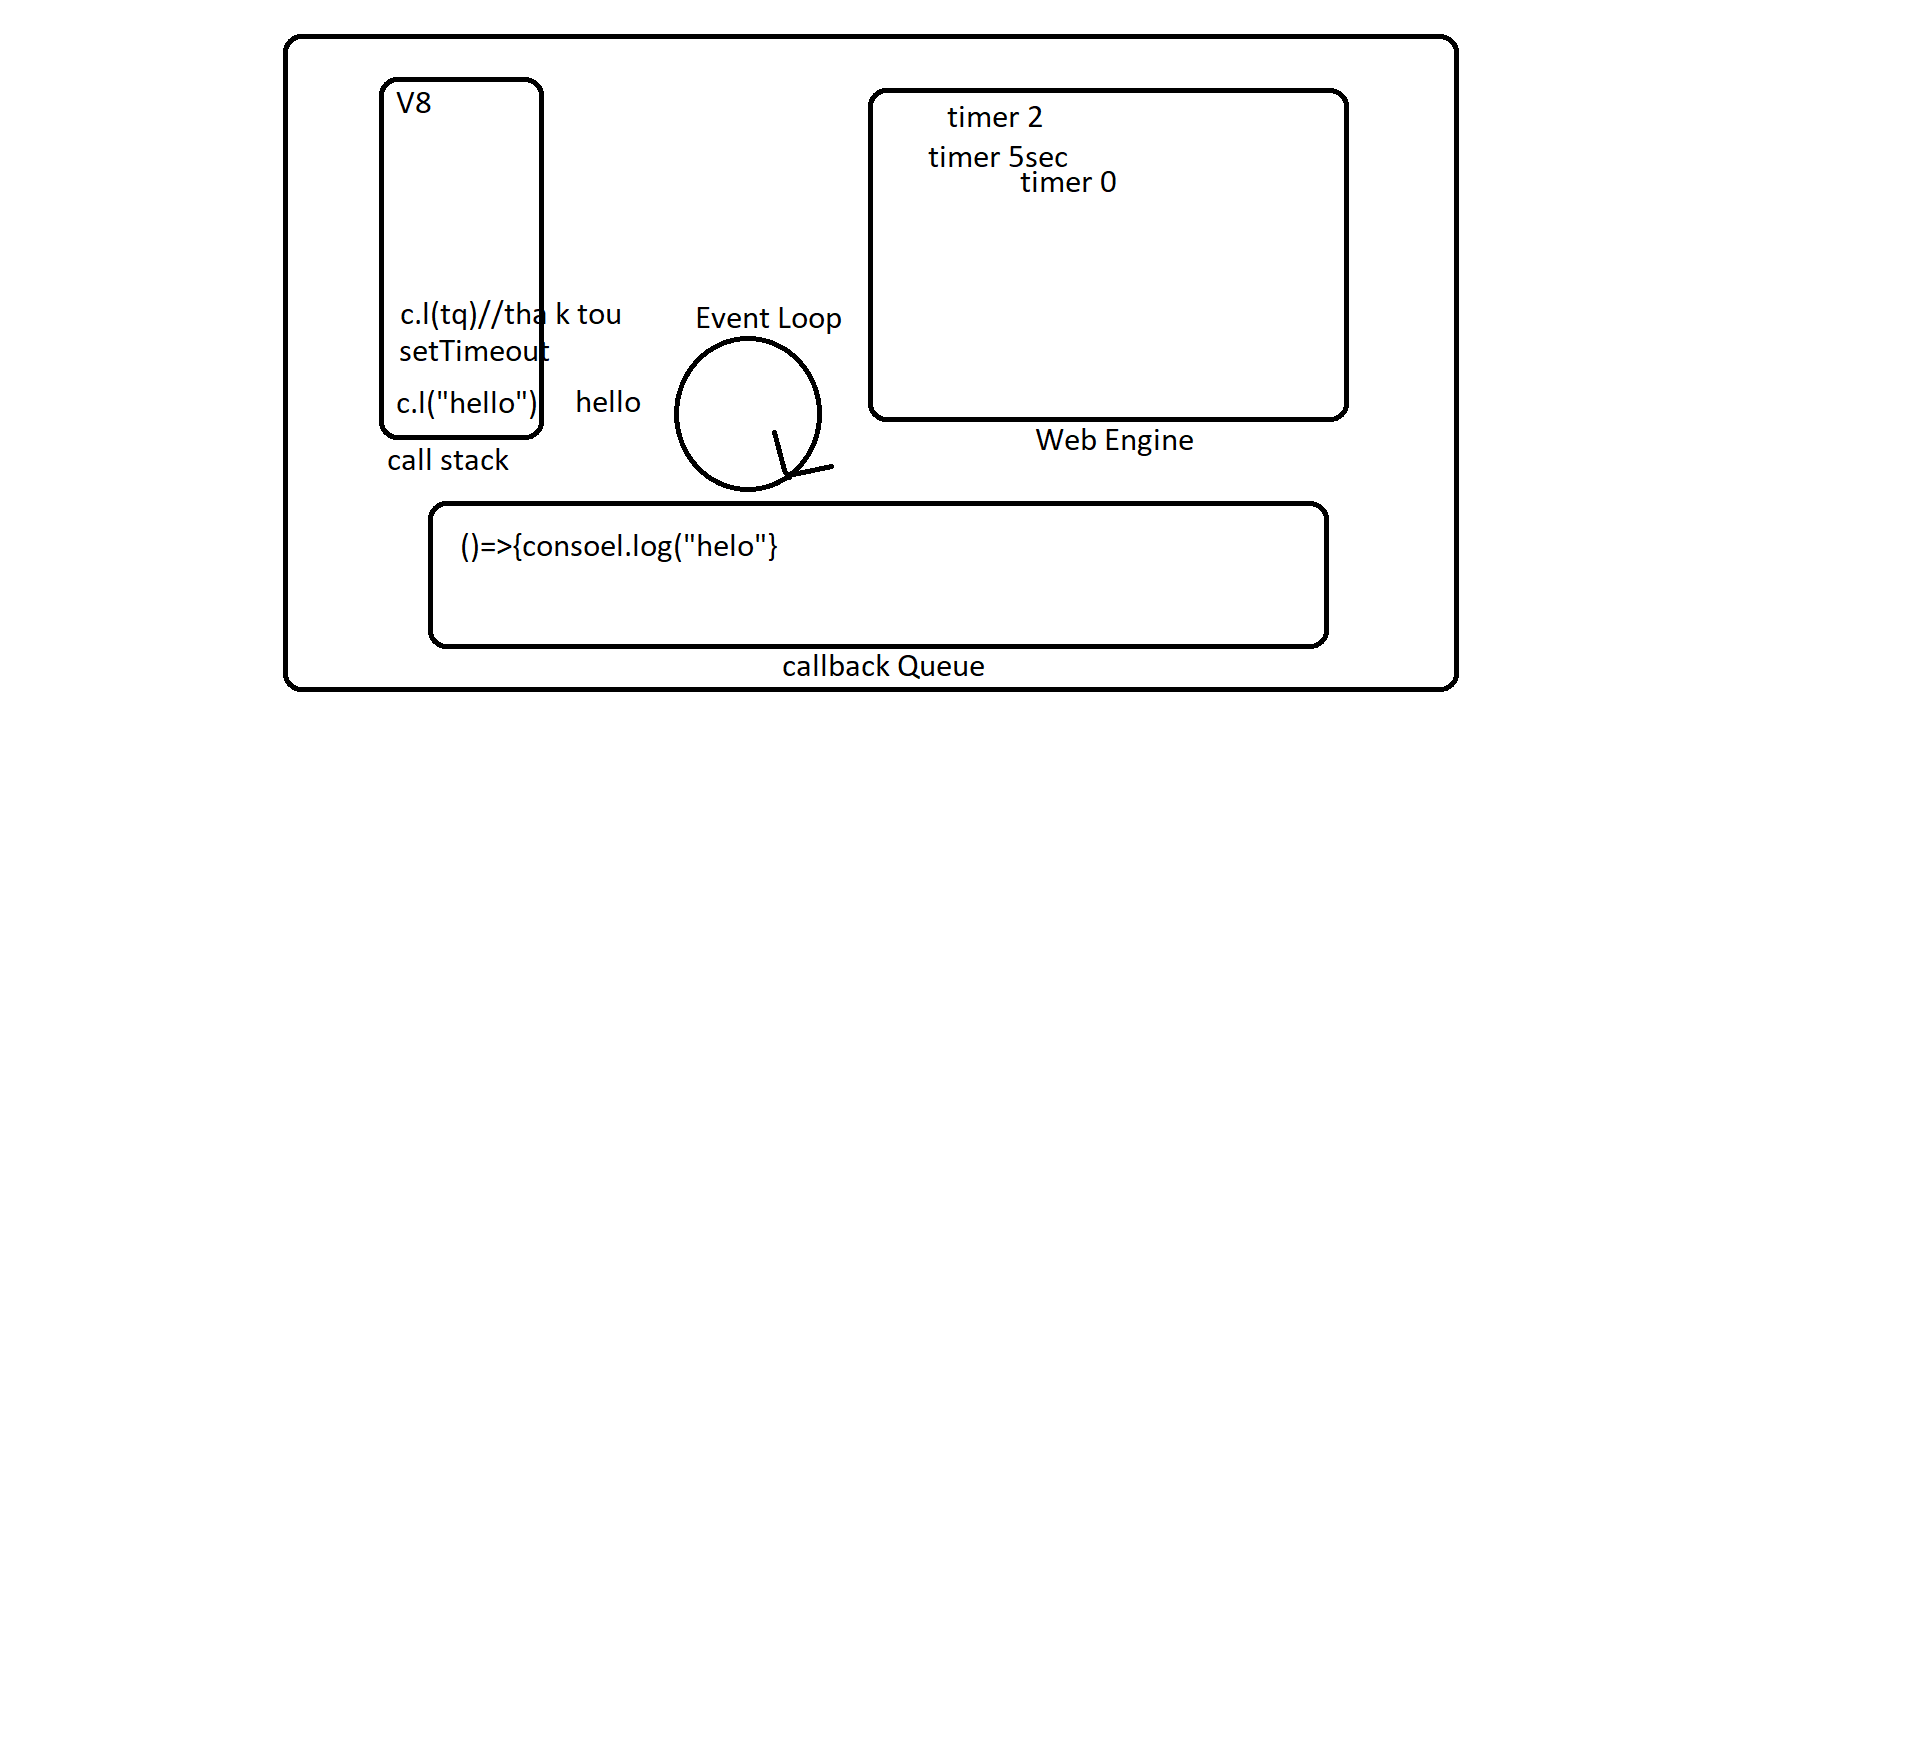 V8
timer 2
timer 5sec
timer 0
c.l(tq)//tha k tou
setTimeout
c.l("hello")
hello
Event Loop
call stack
Web Engine
()=>{consoel.log("helo"}
callback Queue